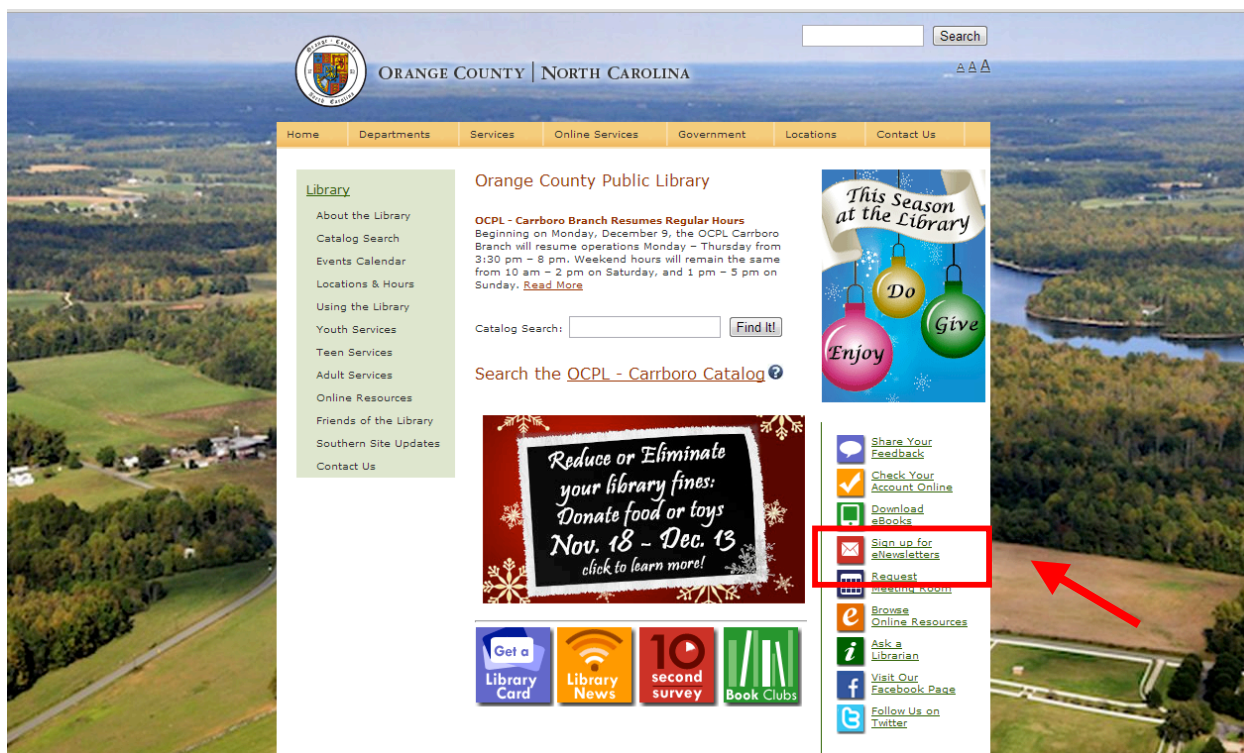 Search
ORANGE COUNTY | NORTH CAROLINA
A A A
Home Departments Services Online Services Government Locations Contact Us
Library
About the Library
Catalog Search
Events Calendar
Locations & Hours
Using the Library
Youth Services
Teen Services
Adult Services
Online Resources
Friends of the Library
Southern Site Updates
Contact Us
Orange County Public Library
OCPL - Carrboro Branch Resumes Regular Hours
Beginning on Monday, December 9, the OCPL Carrboro
Branch will resume operations Monday – Thursday from
3:30 pm – 8 pm. Weekend hours will remain the same
from 10 am – 2 pm on Saturday, and 1 pm – 5 pm on
Sunday. Read More
Catalog Search: Find It!
Search the OCPL - Carrboro Catalog ?
Reduce or Eliminate
your library fines:
Donate food or toys
Nov. 18 - Dec. 13
click to learn more!
Get a
Library
Card
Library
News
10
second
survey
Book Clubs
This Season
at the Library
Do
Give
Enjoy
Share Your
Feedback
Check Your
Account Online
Download
eBooks
Sign up for
eNewsletters
Request
Meeting Room
Browse
Online Resources
Ask a
Librarian
Visit Our
Facebook Page
Follow Us on
Twitter